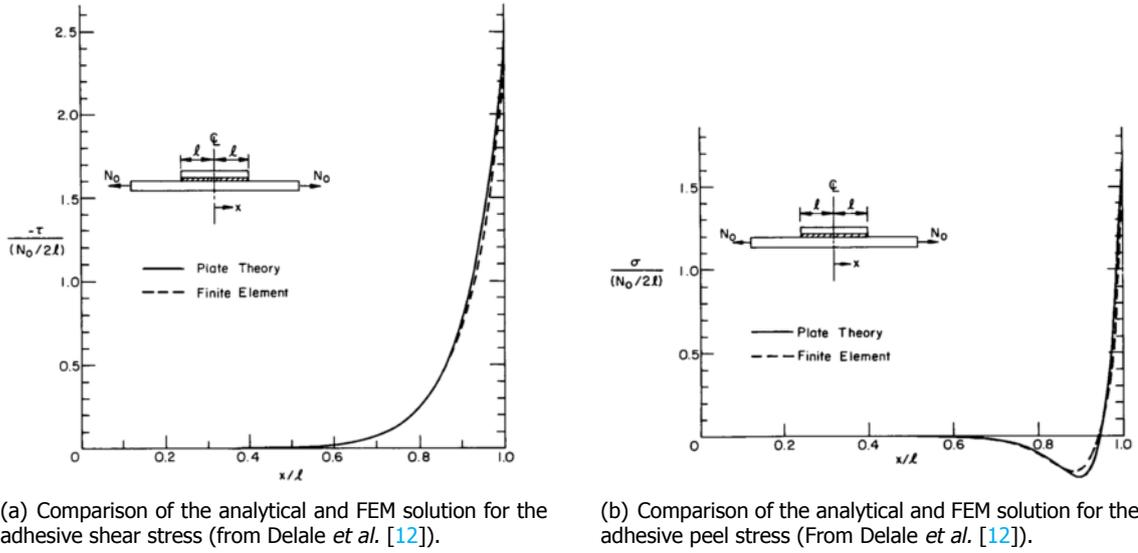 2.5
2.0
1.5
1.0
0.5
-τ
(N₀/2ℓ)
℄
ℓ ℓ
N₀ N₀
x
Plate Theory
Finite Element
0 0.2 0.4 0.6 0.8 1.0
x/ℓ
(a) Comparison of the analytical and FEM solution for the
adhesive shear stress (from Delale et al. [12]).
1.5
1.0
0.5
σ
(N₀/2ℓ)
℄
ℓ ℓ
N₀ N₀
x
Plate Theory
Finite Element
0 0.2 0.4 0.6 0.8 1.0
x/ℓ
(b) Comparison of the analytical and FEM solution for the
adhesive peel stress (From Delale et al. [12]).